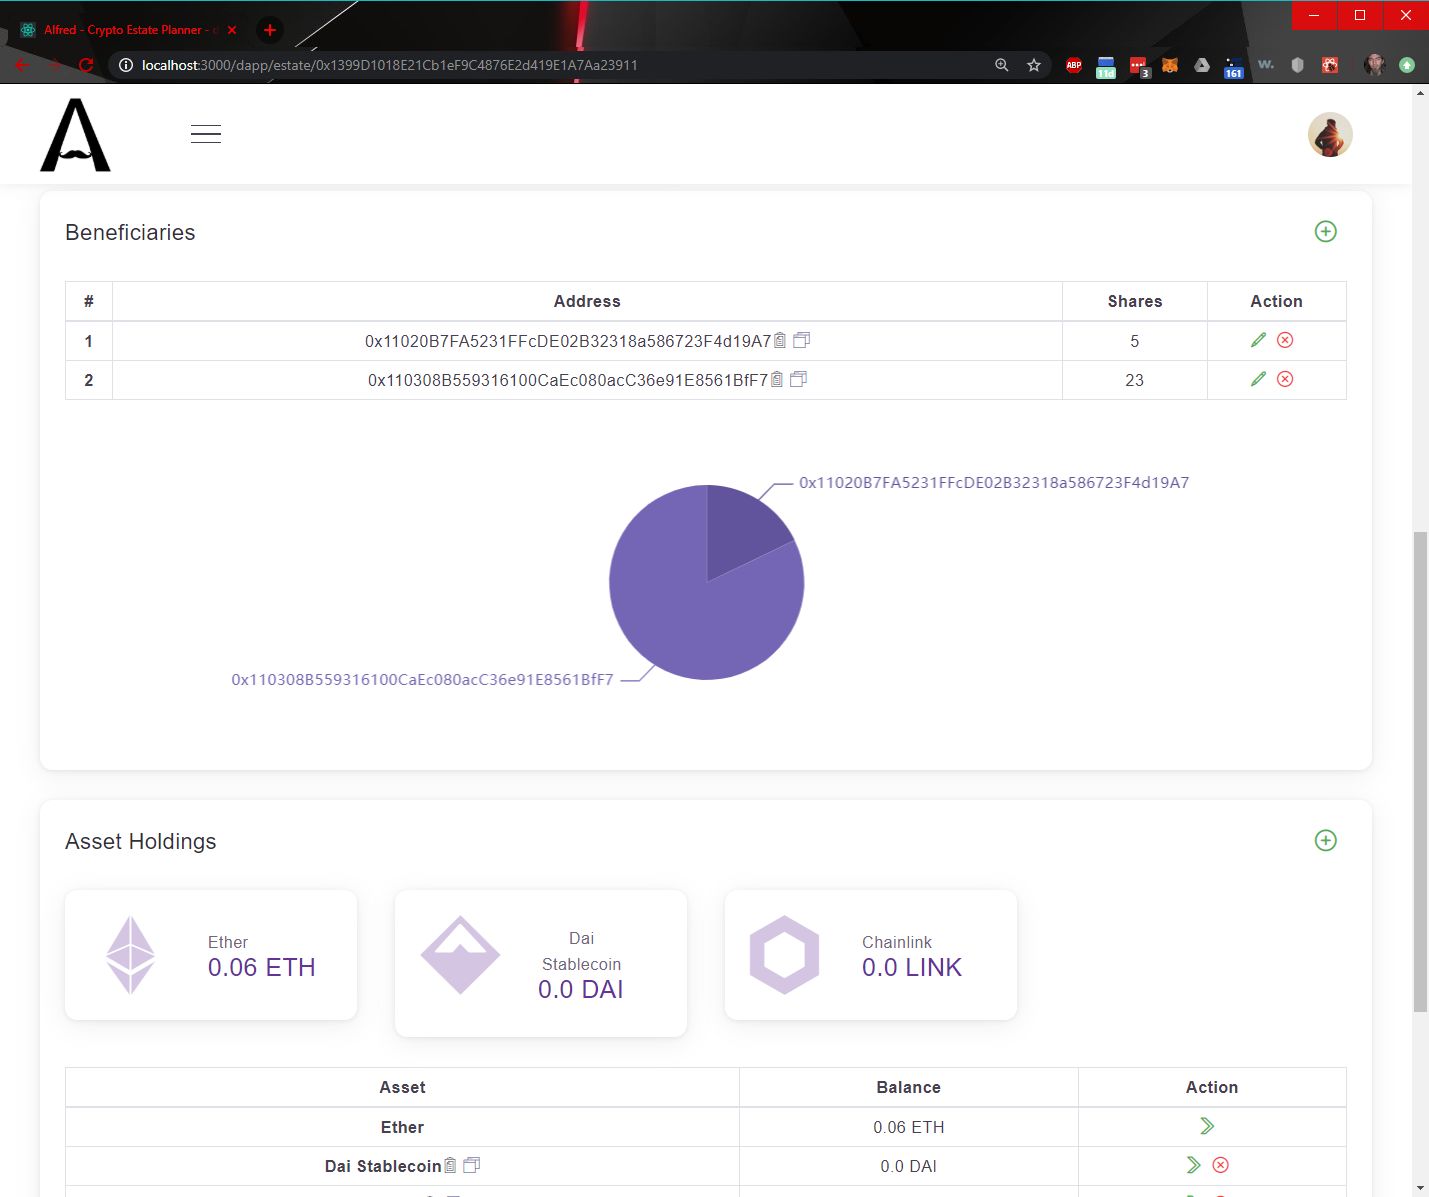 Alfred - Crypto Estate Planner - d
localhost:3000/dapp/estate/0x1399D1018E21Cb1eF9C4876E2d419E1A7Aa23911
ABP 11d 3 161 w.
A
Beneficiaries
# Address Shares Action
1 0x11020B7FA5231FFcDE02B32318a586723F4d19A7 5
2 0x110308B559316100CaEc080acC36e91E8561BfF7 23
0x11020B7FA5231FFcDE02B32318a586723F4d19A7
0x110308B559316100CaEc080acC36e91E8561BfF7
Asset Holdings
Ether
0.06 ETH
Dai
Stablecoin
0.0 DAI
Chainlink
0.0 LINK
Asset Balance Action
Ether 0.06 ETH
Dai Stablecoin 0.0 DAI